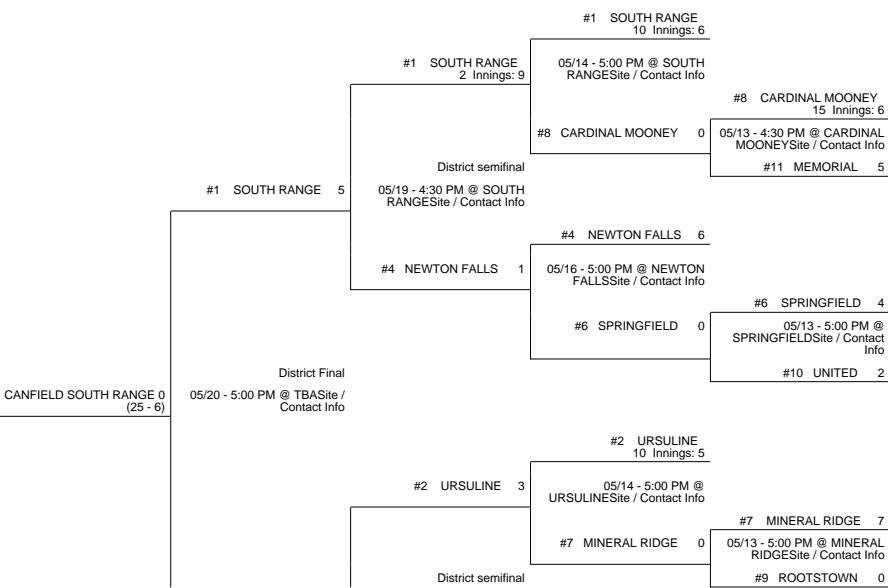 #1 SOUTH RANGE
10 Innings: 6
#1 SOUTH RANGE
2 Innings: 9
05/14 - 5:00 PM @ SOUTH
RANGESite / Contact Info
#8 CARDINAL MOONEY
15 Innings: 6
#8 CARDINAL MOONEY 0
05/13 - 4:30 PM @ CARDINAL
MOONEYSite / Contact Info
District semifinal
#11 MEMORIAL 5
#1 SOUTH RANGE 5
05/19 - 4:30 PM @ SOUTH
RANGESite / Contact Info
#4 NEWTON FALLS 6
#4 NEWTON FALLS 1
05/16 - 5:00 PM @ NEWTON
FALLSSite / Contact Info
#6 SPRINGFIELD 4
#6 SPRINGFIELD 0
05/13 - 5:00 PM @
SPRINGFIELDSite / Contact
Info
District Final
#10 UNITED 2
CANFIELD SOUTH RANGE 0
(25 - 6)
05/20 - 5:00 PM @ TBASite /
Contact Info
#2 URSULINE
10 Innings: 5
#2 URSULINE 3
05/14 - 5:00 PM @
URSULINESite / Contact Info
#7 MINERAL RIDGE 7
#7 MINERAL RIDGE 0
05/13 - 5:00 PM @ MINERAL
RIDGESite / Contact Info
District semifinal
#9 ROOTSTOWN 0